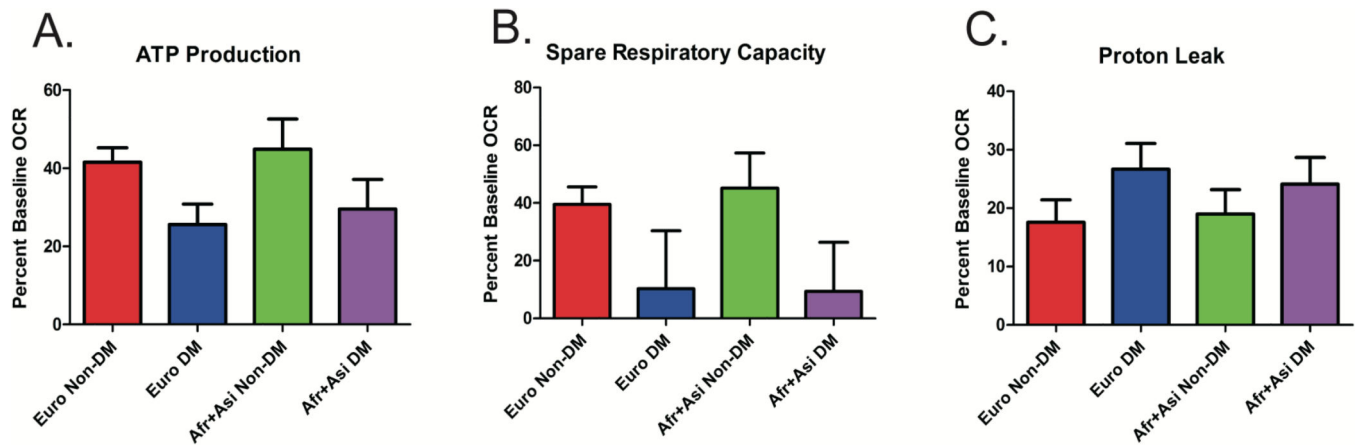 A.
ATP Production
Percent Baseline OCR
60
40
20
0
Euro Non-DM
Euro DM
Afr+Asi Non-DM
Afr+Asi DM
B.
Spare Respiratory Capacity
Percent Baseline OCR
80
60
40
20
0
Euro Non-DM
Euro DM
Afr+Asi Non-DM
Afr+Asi DM
C.
Proton Leak
Percent Baseline OCR
40
30
20
10
0
Euro Non-DM
Euro DM
Afr+Asi Non-DM
Afr+Asi DM